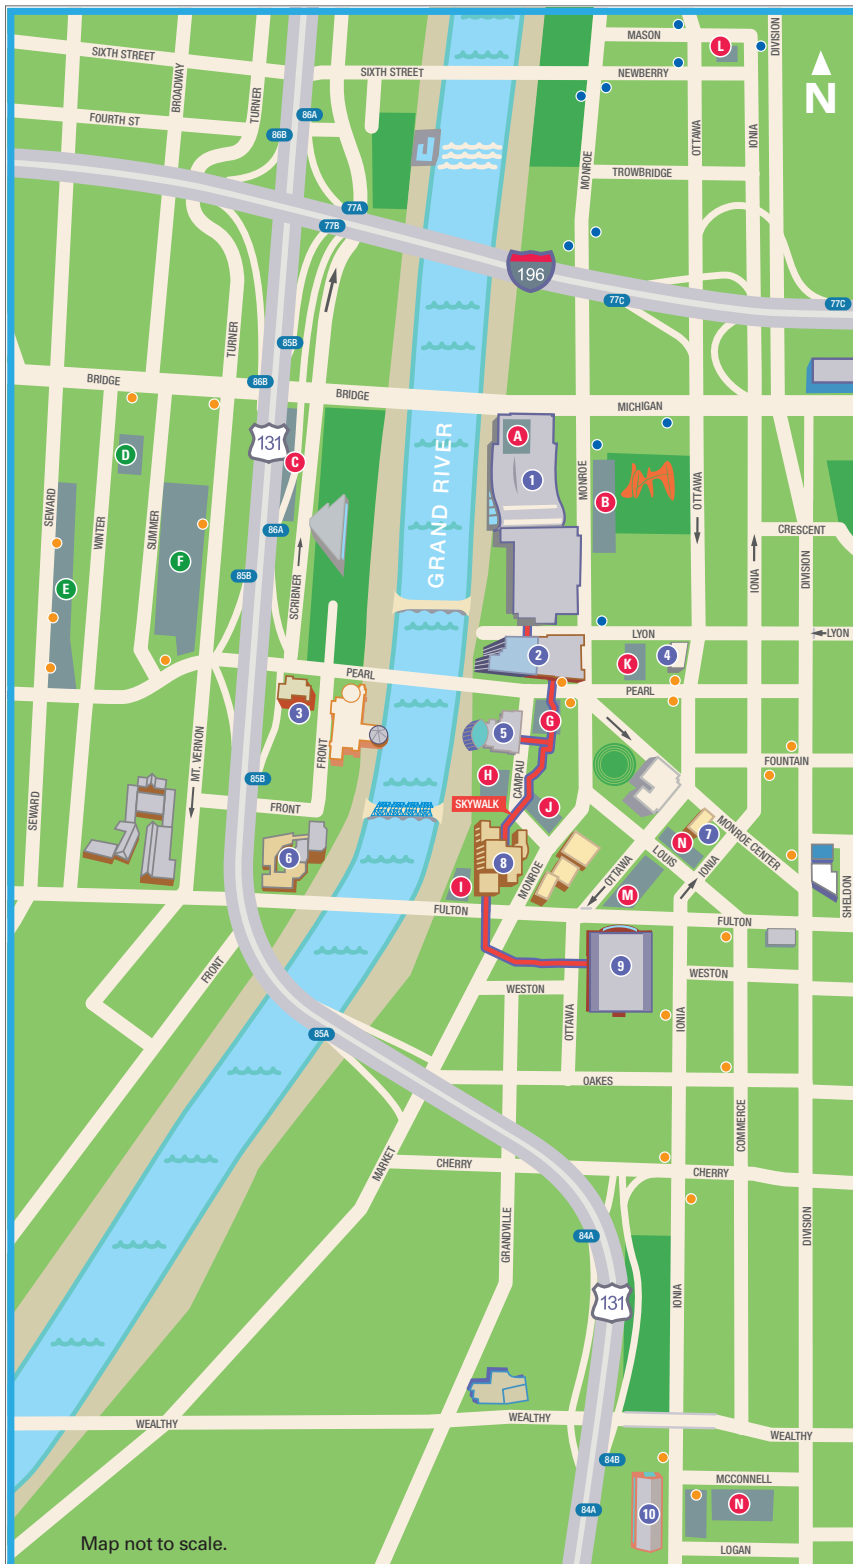 MASON
L
DIVISION
SIXTH STREET
BROADWAY
SIXTH STREET
NEWBERRY
N
TURNER
86A
FOURTH ST
86B
OTTAWA
IONIA
MONROE
TROWBRIDGE
77A
77B
196
77C
77C
TURNER
85B
BRIDGE
86B
BRIDGE
MICHIGAN
A
131
C
D
1
GRAND RIVER
MONROE
B
OTTAWA
SEWARD
WINTER
SUMMER
86A
CRESCENT
F
E
85B
SCRIBNER
IONIA
DIVISION
LYON
LYON
2
K
4
PEARL
PEARL
3
G
5
MT. VERNON
FRONT
H
CAMPAU
FOUNTAIN
85B
SEWARD
FRONT
SKYWALK
J
N
7
MONROE CENTER
6
8
LOUIS
IONIA
OTTAWA
MONROE
I
M
SHELDON
FULTON
FULTON
FRONT
9
WESTON
WESTON
OTTAWA
IONIA
85A
OAKES
COMMERCE
MARKET
CHERRY
CHERRY
GRANDVILLE
DIVISION
84A
131
IONIA
WEALTHY
WEALTHY
WEALTHY
84B
MCCONNELL
N
10
84A
LOGAN
Map not to scale.